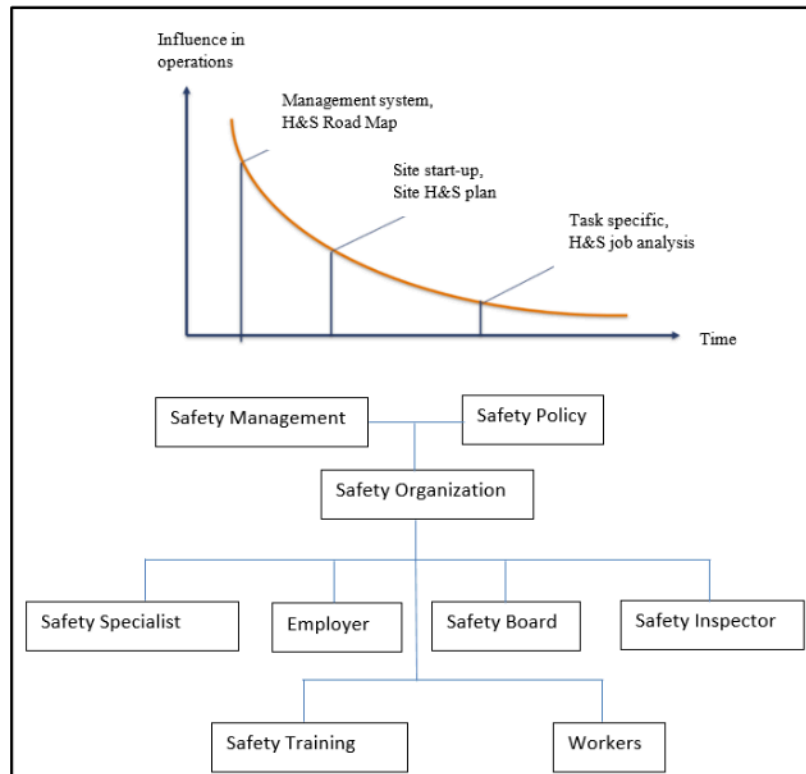 Influence in
operations
Management system,
H&S Road Map
Site start-up,
Site H&S plan
Task specific,
H&S job analysis
Time
Safety Management
Safety Policy
Safety Organization
Safety Specialist
Employer
Safety Board
Safety Inspector
Safety Training
Workers